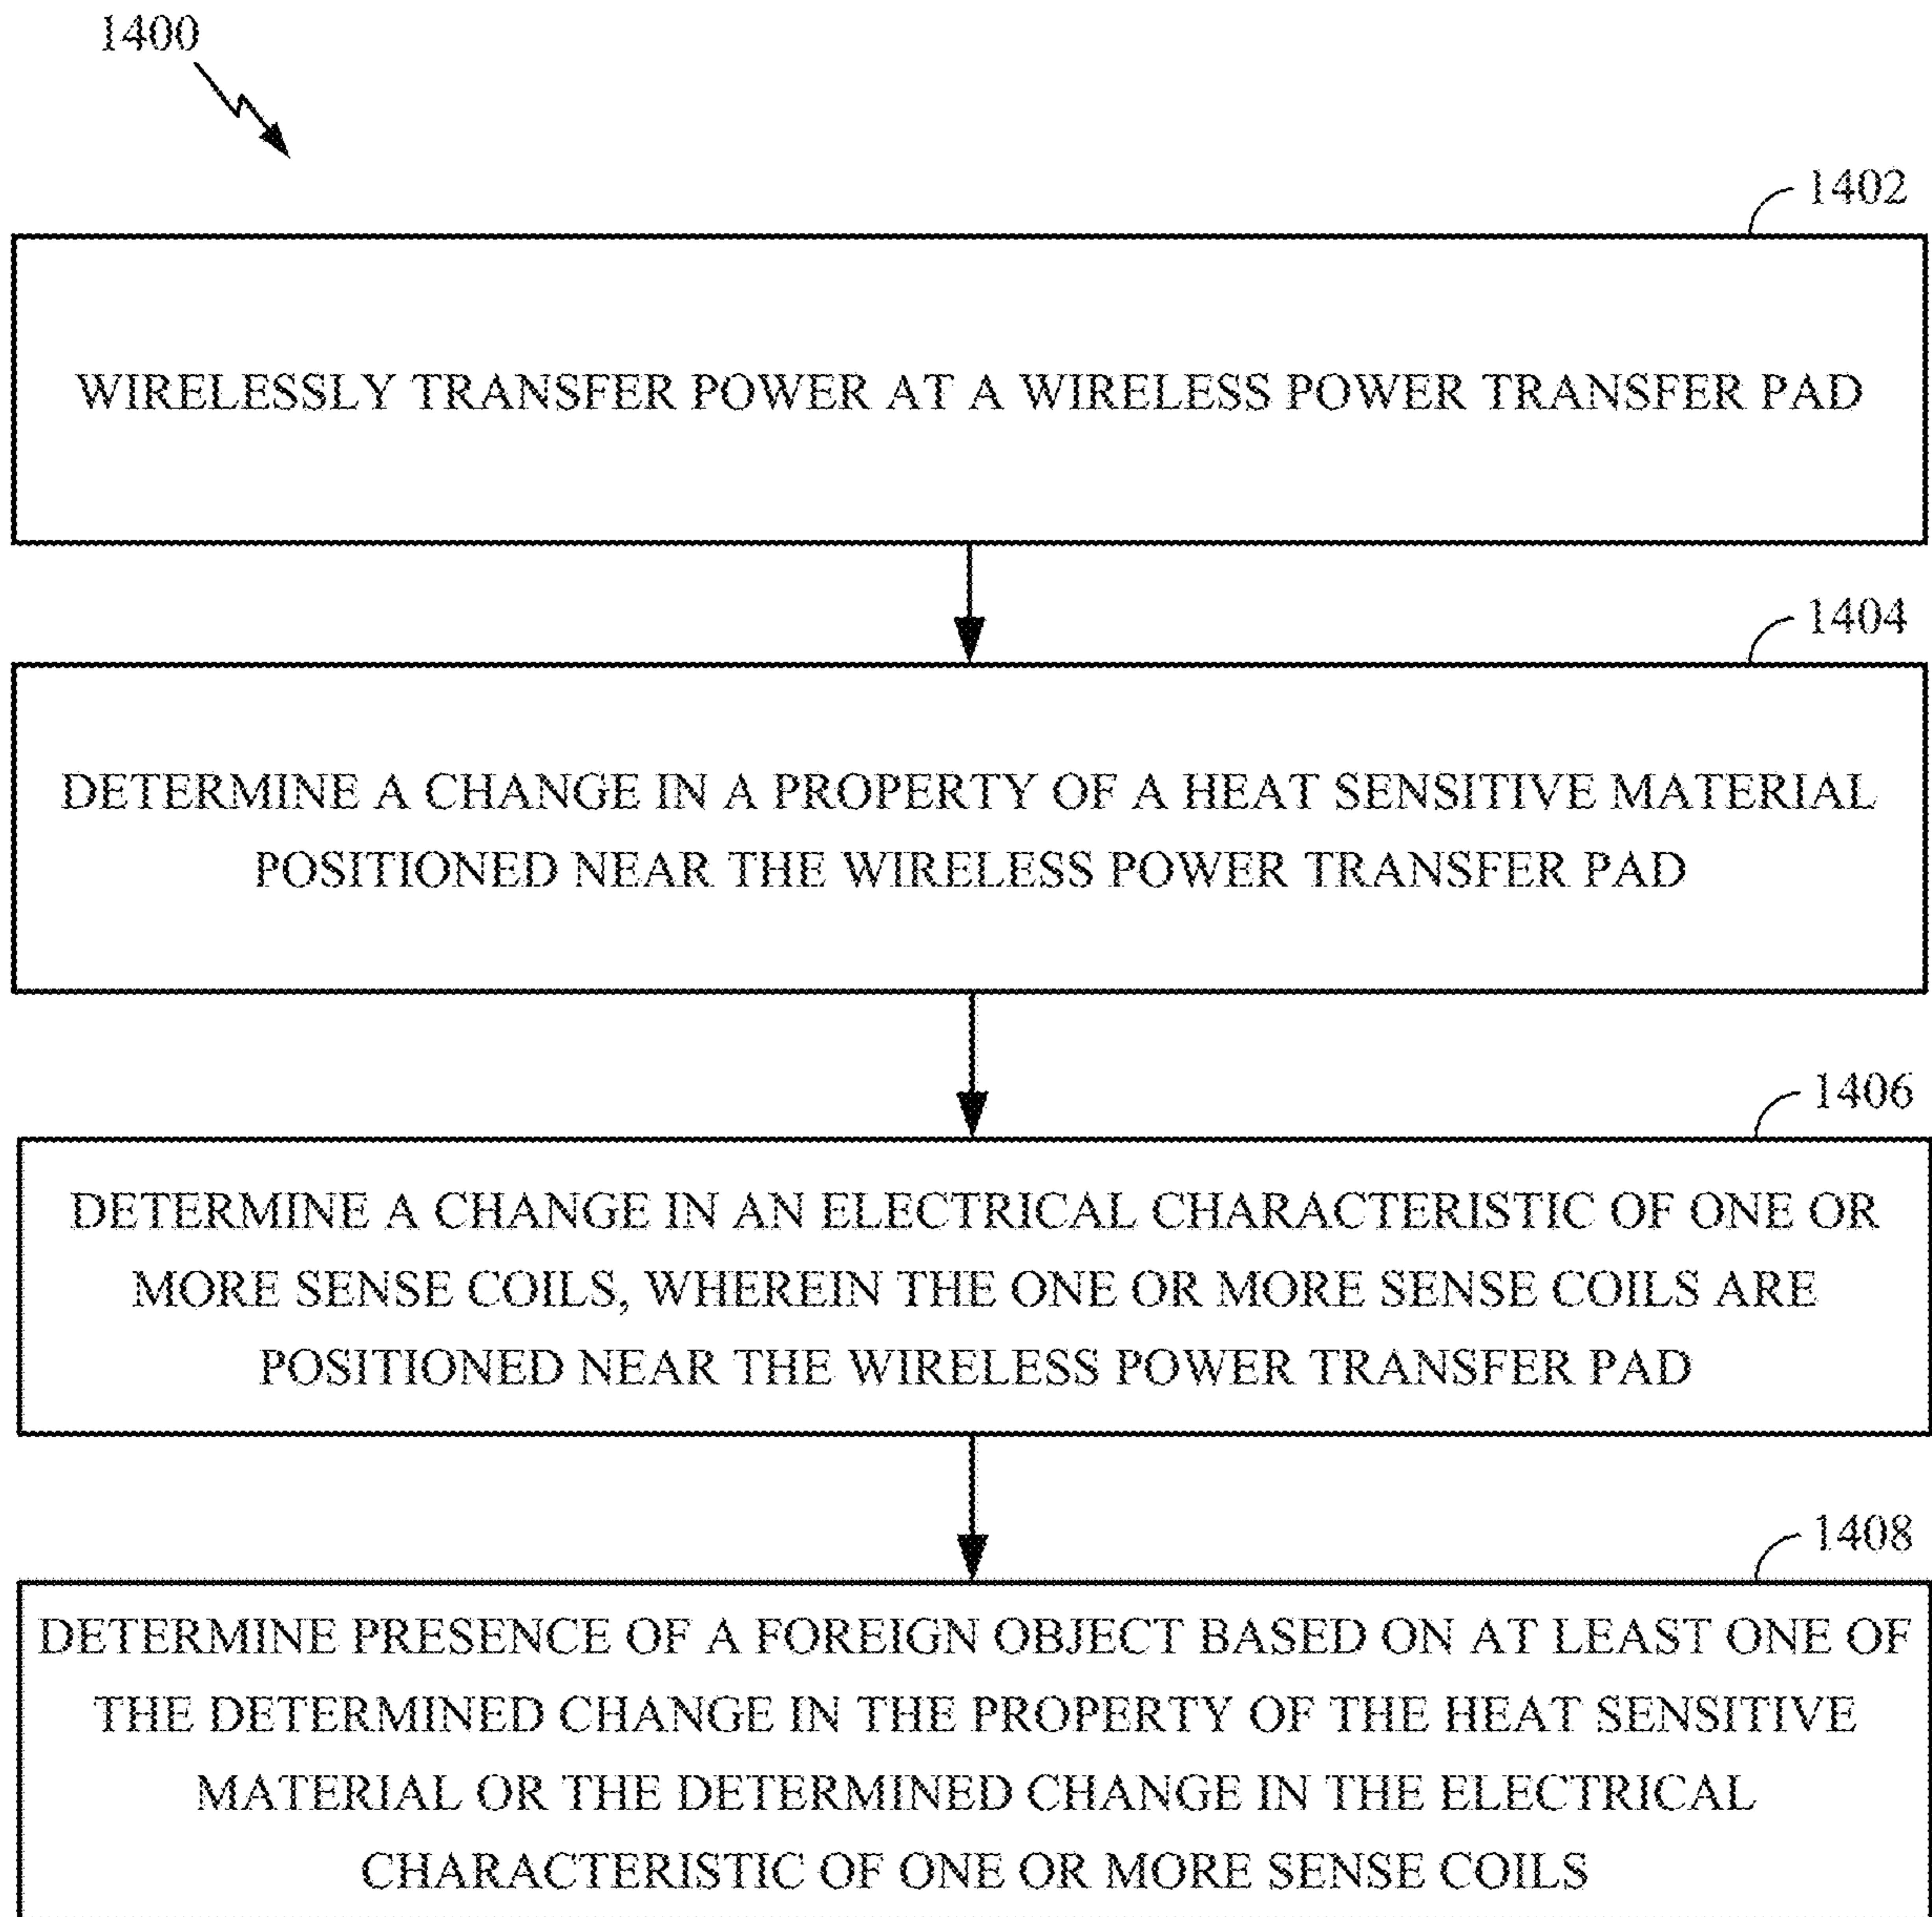 1400
1402
WIRELESSLY TRANSFER POWER AT A WIRELESS POWER TRANSFER PAD
1404
DETERMINE A CHANGE IN A PROPERTY OF A HEAT SENSITIVE MATERIAL
POSITIONED NEAR THE WIRELESS POWER TRANSFER PAD
1406
DETERMINE A CHANGE IN AN ELECTRICAL CHARACTERISTIC OF ONE OR
MORE SENSE COILS, WHEREIN THE ONE OR MORE SENSE COILS ARE
POSITIONED NEAR THE WIRELESS POWER TRANSFER PAD
1408
DETERMINE PRESENCE OF A FOREIGN OBJECT BASED ON AT LEAST ONE OF
THE DETERMINED CHANGE IN THE PROPERTY OF THE HEAT SENSITIVE
MATERIAL OR THE DETERMINED CHANGE IN THE ELECTRICAL
CHARACTERISTIC OF ONE OR MORE SENSE COILS